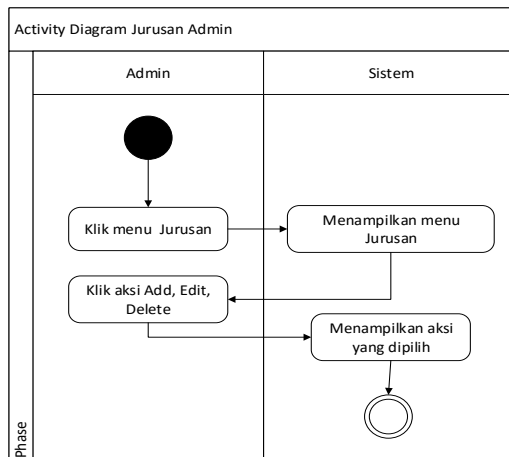 Activity Diagram Jurusan Admin
Admin
Sistem
Klik menu Jurusan
Menampilkan menu
Jurusan
Klik aksi Add, Edit,
Delete
Menampilkan aksi
yang dipilih
Phase